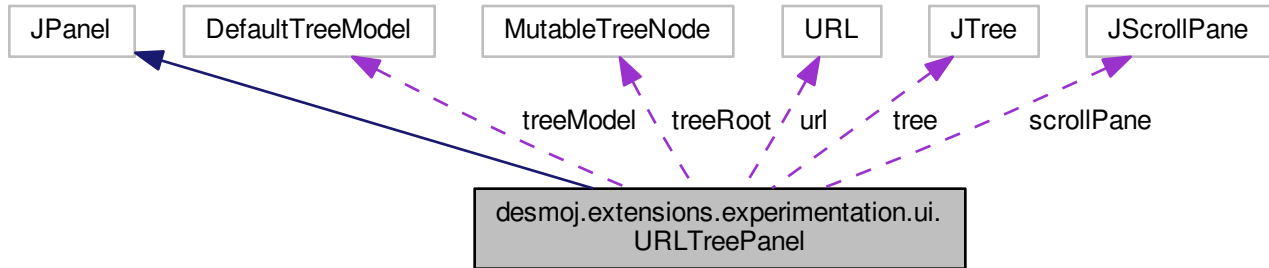 JPanel
DefaultTreeModel
MutableTreeNode
URL
JTree
JScrollPane
treeModel
treeRoot
url
tree
scrollPane
desmoj.extensions.experimentation.ui.
URLTreePanel